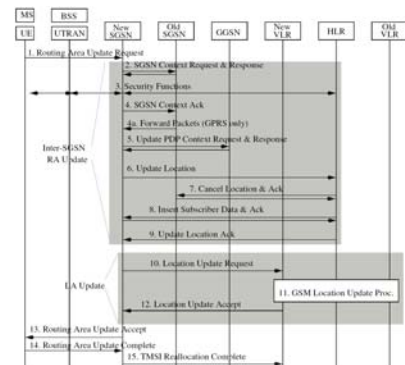 MS
BSS
New
SGSN
Old
SGSN
GGSN
New
VLR
HLR
Old
VLR
UE
UTRAN
1. Routing Area Update Request
2. SGSN Context Request & Response
3. Security Functions
4. SGSN Context Ack
4a. Forward Packets (GPRS only)
5. Update PDP Context Request & Response
Inter-SGSN
RA Update
6. Update Location
7. Cancel Location & Ack
8. Insert Subscriber Data & Ack
9. Update Location Ack
10. Location Update Request
LA Update
11. GSM Location Update Proc.
12. Location Update Accept
13. Routing Area Update Accept
14. Routing Area Update Complete
15. TMSI Reallocation Complete